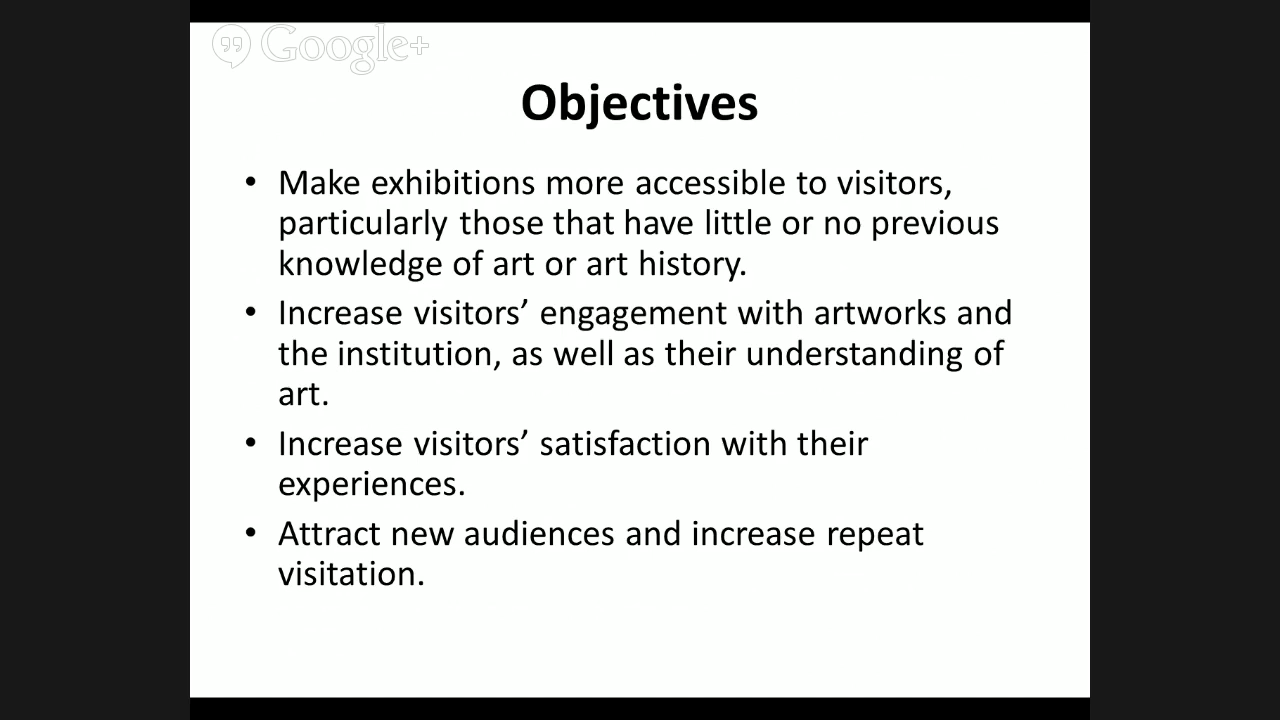 Google+
Objectives
• Make exhibitions more accessible to visitors,
particularly those that have little or no previous
knowledge of art or art history.
• Increase visitors’ engagement with artworks and
the institution, as well as their understanding of
art.
• Increase visitors’ satisfaction with their
experiences.
• Attract new audiences and increase repeat
visitation.